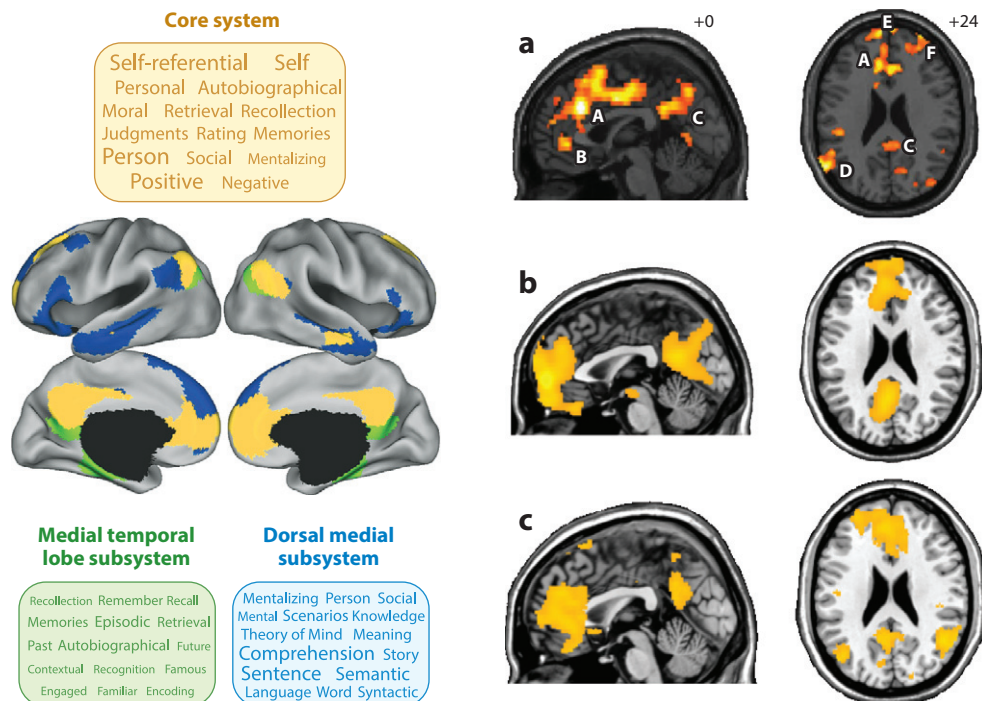 Core system
Self-referential Self
Personal Autobiographical
Moral Retrieval Recollection
Judgments Rating Memories
Person Social Mentalizing
Positive Negative
Medial temporal
lobe subsystem
Recollection Remember Recall
Memories Episodic Retrieval
Past Autobiographical Future
Contextual Recognition Famous
Engaged Familiar Encoding
Dorsal medial
subsystem
Mentalizing Person Social
Mental Scenarios Knowledge
Theory of Mind Meaning
Comprehension Story
Sentence Semantic
Language Word Syntactic
a
+0
A
B
C
+24
E
F
A
C
D
b
c